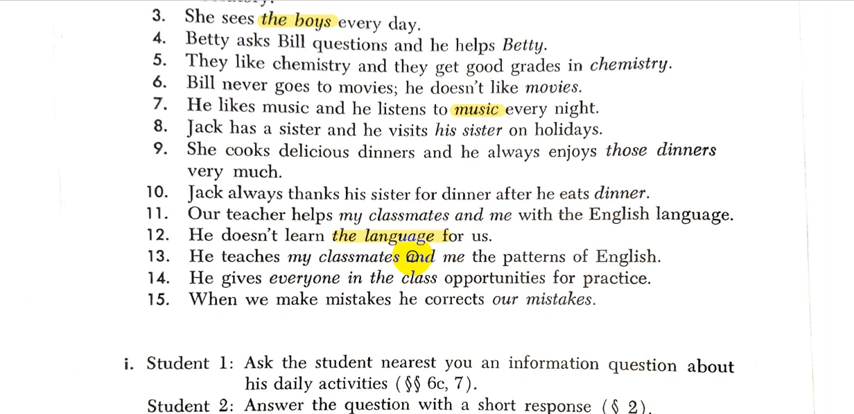 3. She sees the boys every day.
4. Betty asks Bill questions and he helps Betty.
5. They like chemistry and they get good grades in chemistry.
6. Bill never goes to movies; he doesn't like movies.
7. He likes music and he listens to music every night.
8. Jack has a sister and he visits his sister on holidays.
9. She cooks delicious dinners and he always enjoys those dinners
very much.
10. Jack always thanks his sister for dinner after he eats dinner.
11. Our teacher helps my classmates and me with the English language.
12. He doesn't learn the language for us.
13. He teaches my classmates and me the patterns of English.
14. He gives everyone in the class opportunities for practice.
15. When we make mistakes he corrects our mistakes.
i. Student 1: Ask the student nearest you an information question about
his daily activities (§§ 6c, 7).
Student 2: Answer the question with a short response (§ 2).